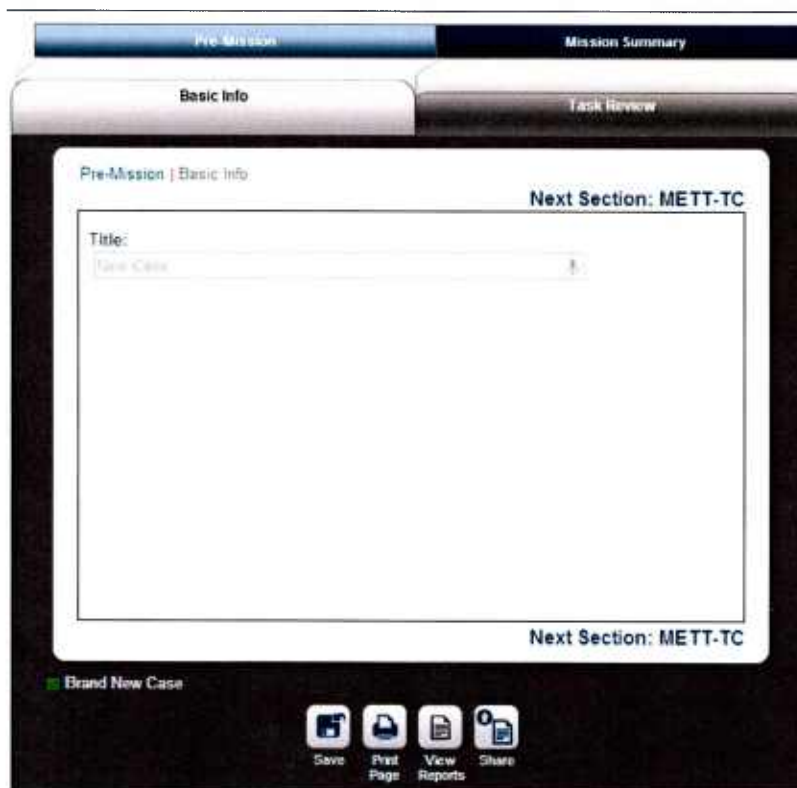 Pre-Mission
Mission Summary
Basic Info
Task Review
Pre-Mission | Basic Info
Next Section: METT-TC
Title:
New Case
Next Section: METT-TC
Brand New Case
Save
Print Page
View Reports
Share